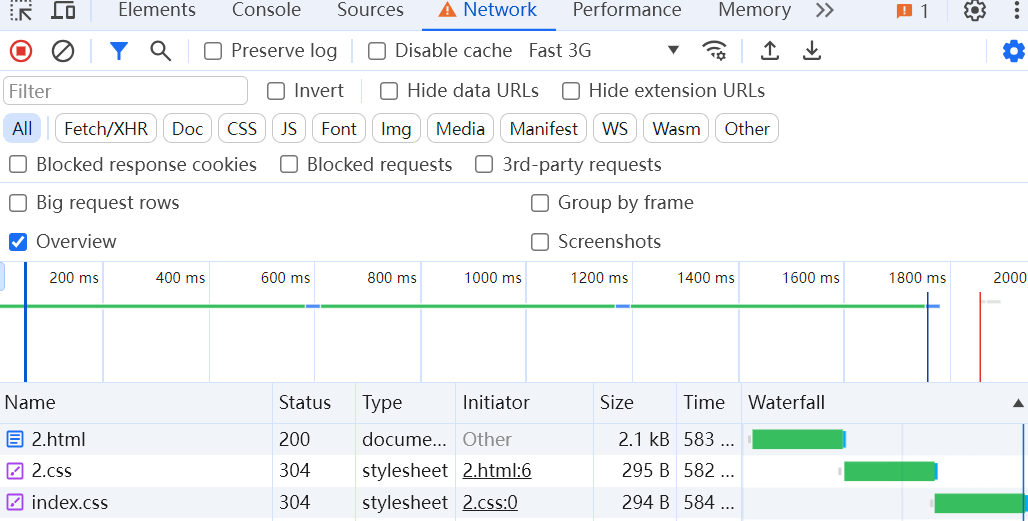 Elements Console Sources Network Performance Memory 1
Preserve log Disable cache Fast 3G
Filter Invert Hide data URLs Hide extension URLs
All Fetch/XHR Doc CSS JS Font Img Media Manifest WS Wasm Other
Blocked response cookies Blocked requests 3rd-party requests
Big request rows Group by frame
Overview Screenshots
200 ms 400 ms 600 ms 800 ms 1000 ms 1200 ms 1400 ms 1600 ms 1800 ms 2000
Name Status Type Initiator Size Time Waterfall
2.html 200 docume... Other 2.1 kB 583 ...
2.css 304 stylesheet 2.html:6 295 B 582 ...
index.css 304 stylesheet 2.css:0 294 B 584 ...